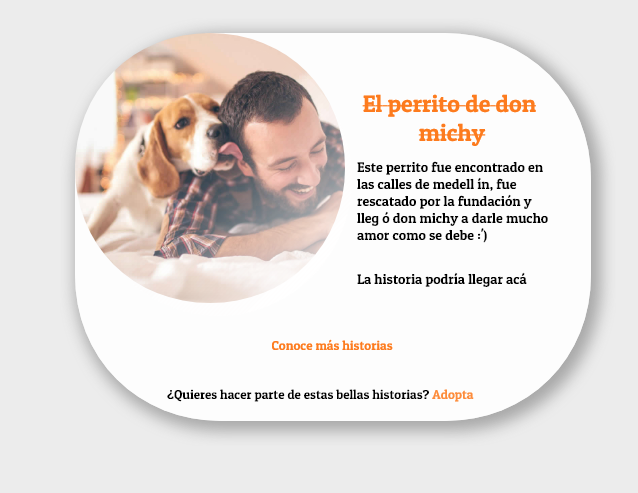 El perrito de don
michy
Este perrito fue encontrado en
las calles de medell ín, fue
rescatado por la fundación y
lleg ó don michy a darle mucho
amor como se debe :´)
La historia podría llegar acá
Conoce más historias
¿Quieres hacer parte de estas bellas historias? Adopta